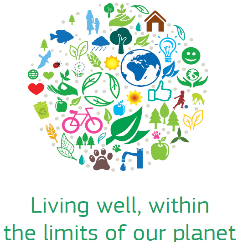 Living well, within
the limits of our planet